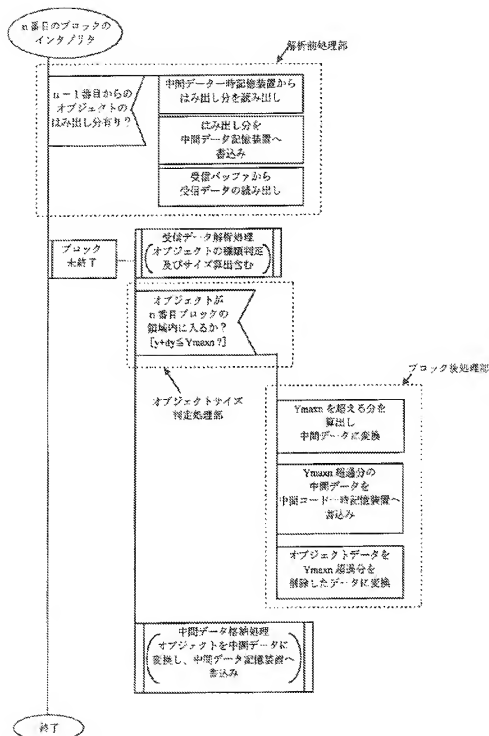 n番目のブロックの
インタプリタ
解析前処理部
n－1番目からの
オブジェクトの
はみ出し分有り？
中間データ一時記憶装置から
はみ出し分を読み出し
はみ出し分を
中間データ記憶装置へ
書込み
受信バッファから
受信データの読み出し
ブロック
未終了
受信データ解析処理
オブジェクトの種類判定
及びサイズ算出含む
オブジェクトが
n番目ブロックの
領域内に入るか？
[y+dy≦Ymaxn？]
オブジェクトサイズ
判定処理部
ブロック後処理部
Ymaxnを超える分を
算出し
中間データに変換
Ymaxn超過分の
中間データを
中間コード一時記憶装置へ
書込み
オブジェクトデータを
Ymaxn超過分を
削除したデータに変換
中間データ格納処理
オブジェクトを中間データに
変換し、中間データ記憶装置へ
書込み
終了